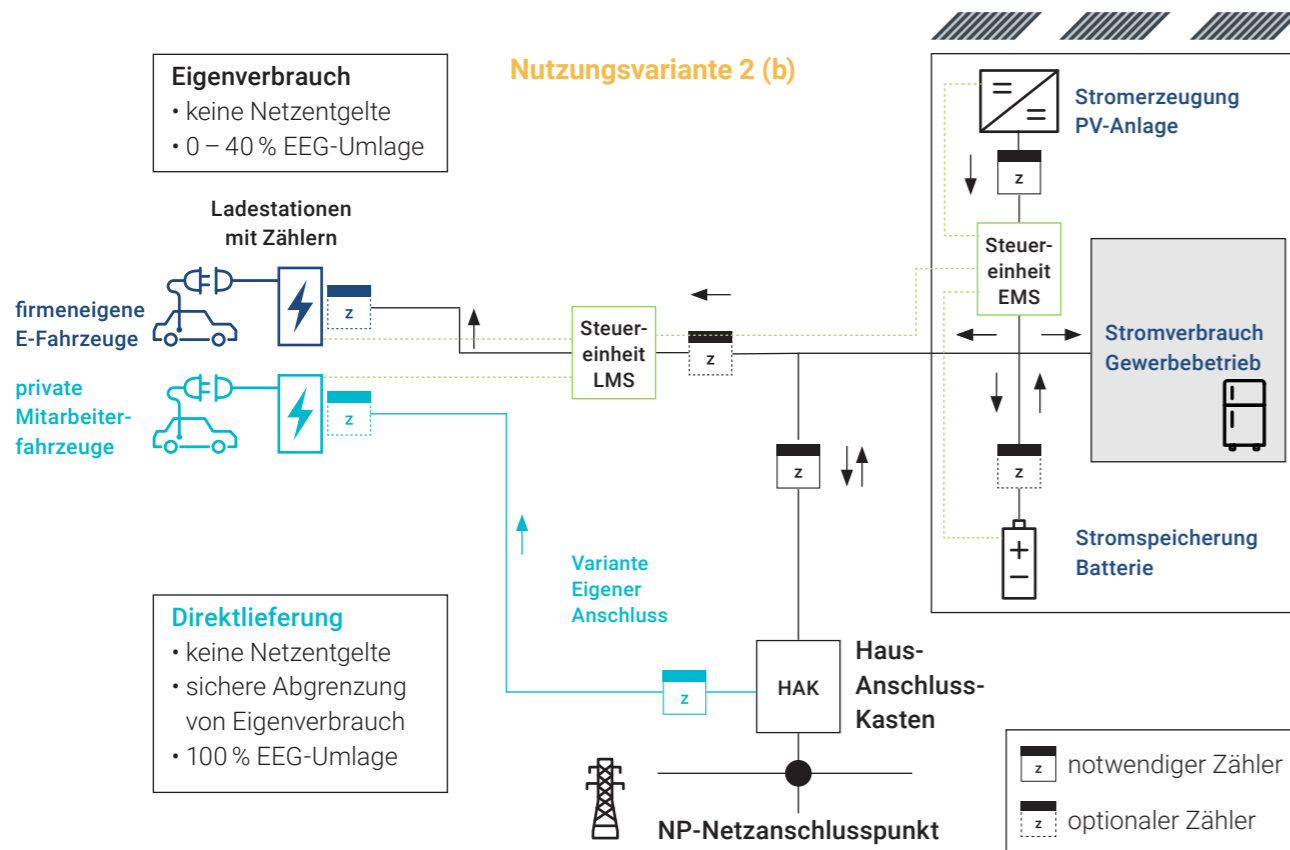 Nutzungsvariante 2 (b)
Eigenverbrauch
• keine Netzentgelte
• 0 – 40 % EEG-Umlage
Ladestationen
mit Zählern
firmeneigene
E-Fahrzeuge
z
private
Mitarbeiter-
fahrzeuge
z
Steuer-
einheit
LMS
z
Stromerzeugung
PV-Anlage
z
Steuer-
einheit
EMS
Stromverbrauch
Gewerbebetrieb
z
z
Stromspeicherung
Batterie
Variante
Eigener
Anschluss
Direktlieferung
• keine Netzentgelte
• sichere Abgrenzung
von Eigenverbrauch
• 100 % EEG-Umlage
z
HAK
Haus-
Anschluss-
Kasten
NP-Netzanschlusspunkt
z notwendiger Zähler
z optionaler Zähler